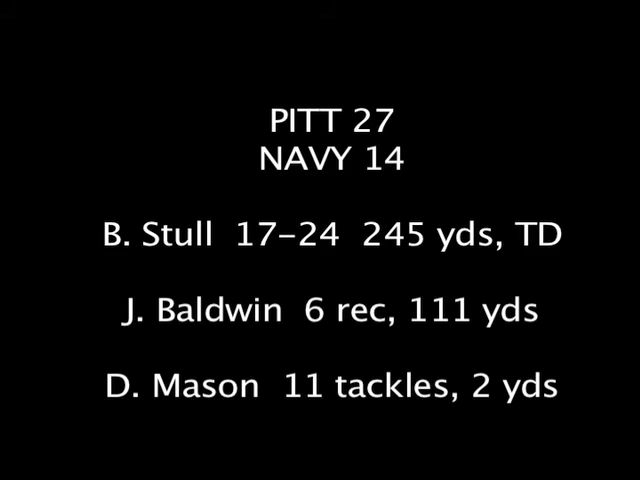 PITT 27
NAVY 14
B. Stull 17-24 245 yds, TD
J. Baldwin 6 rec, 111 yds
D. Mason 11 tackles, 2 yds